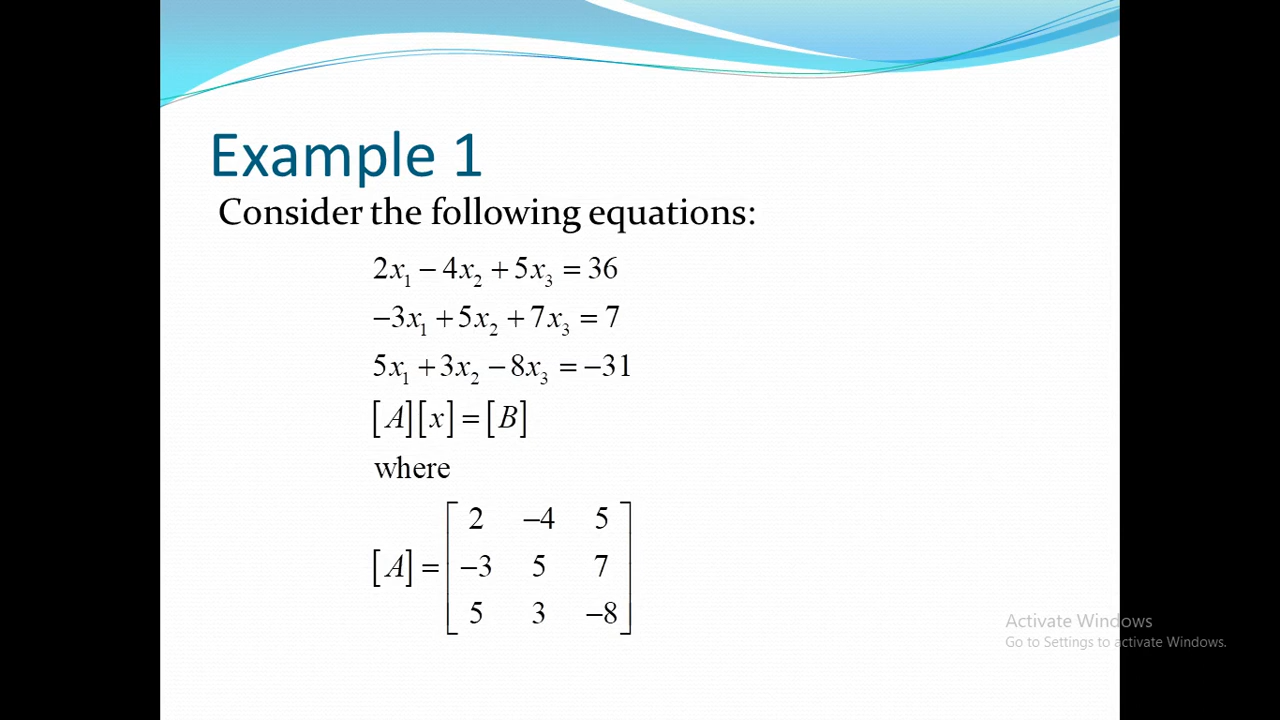 Example 1
Consider the following equations:
2x₁ − 4x₂ + 5x₃ = 36
−3x₁ + 5x₂ + 7x₃ = 7
5x₁ + 3x₂ − 8x₃ = −31
[A][x] = [B]
where
[A] = [ 2 −4 5
−3 5 7
5 3 −8 ]
Activate Windows
Go to Settings to activate Windows.